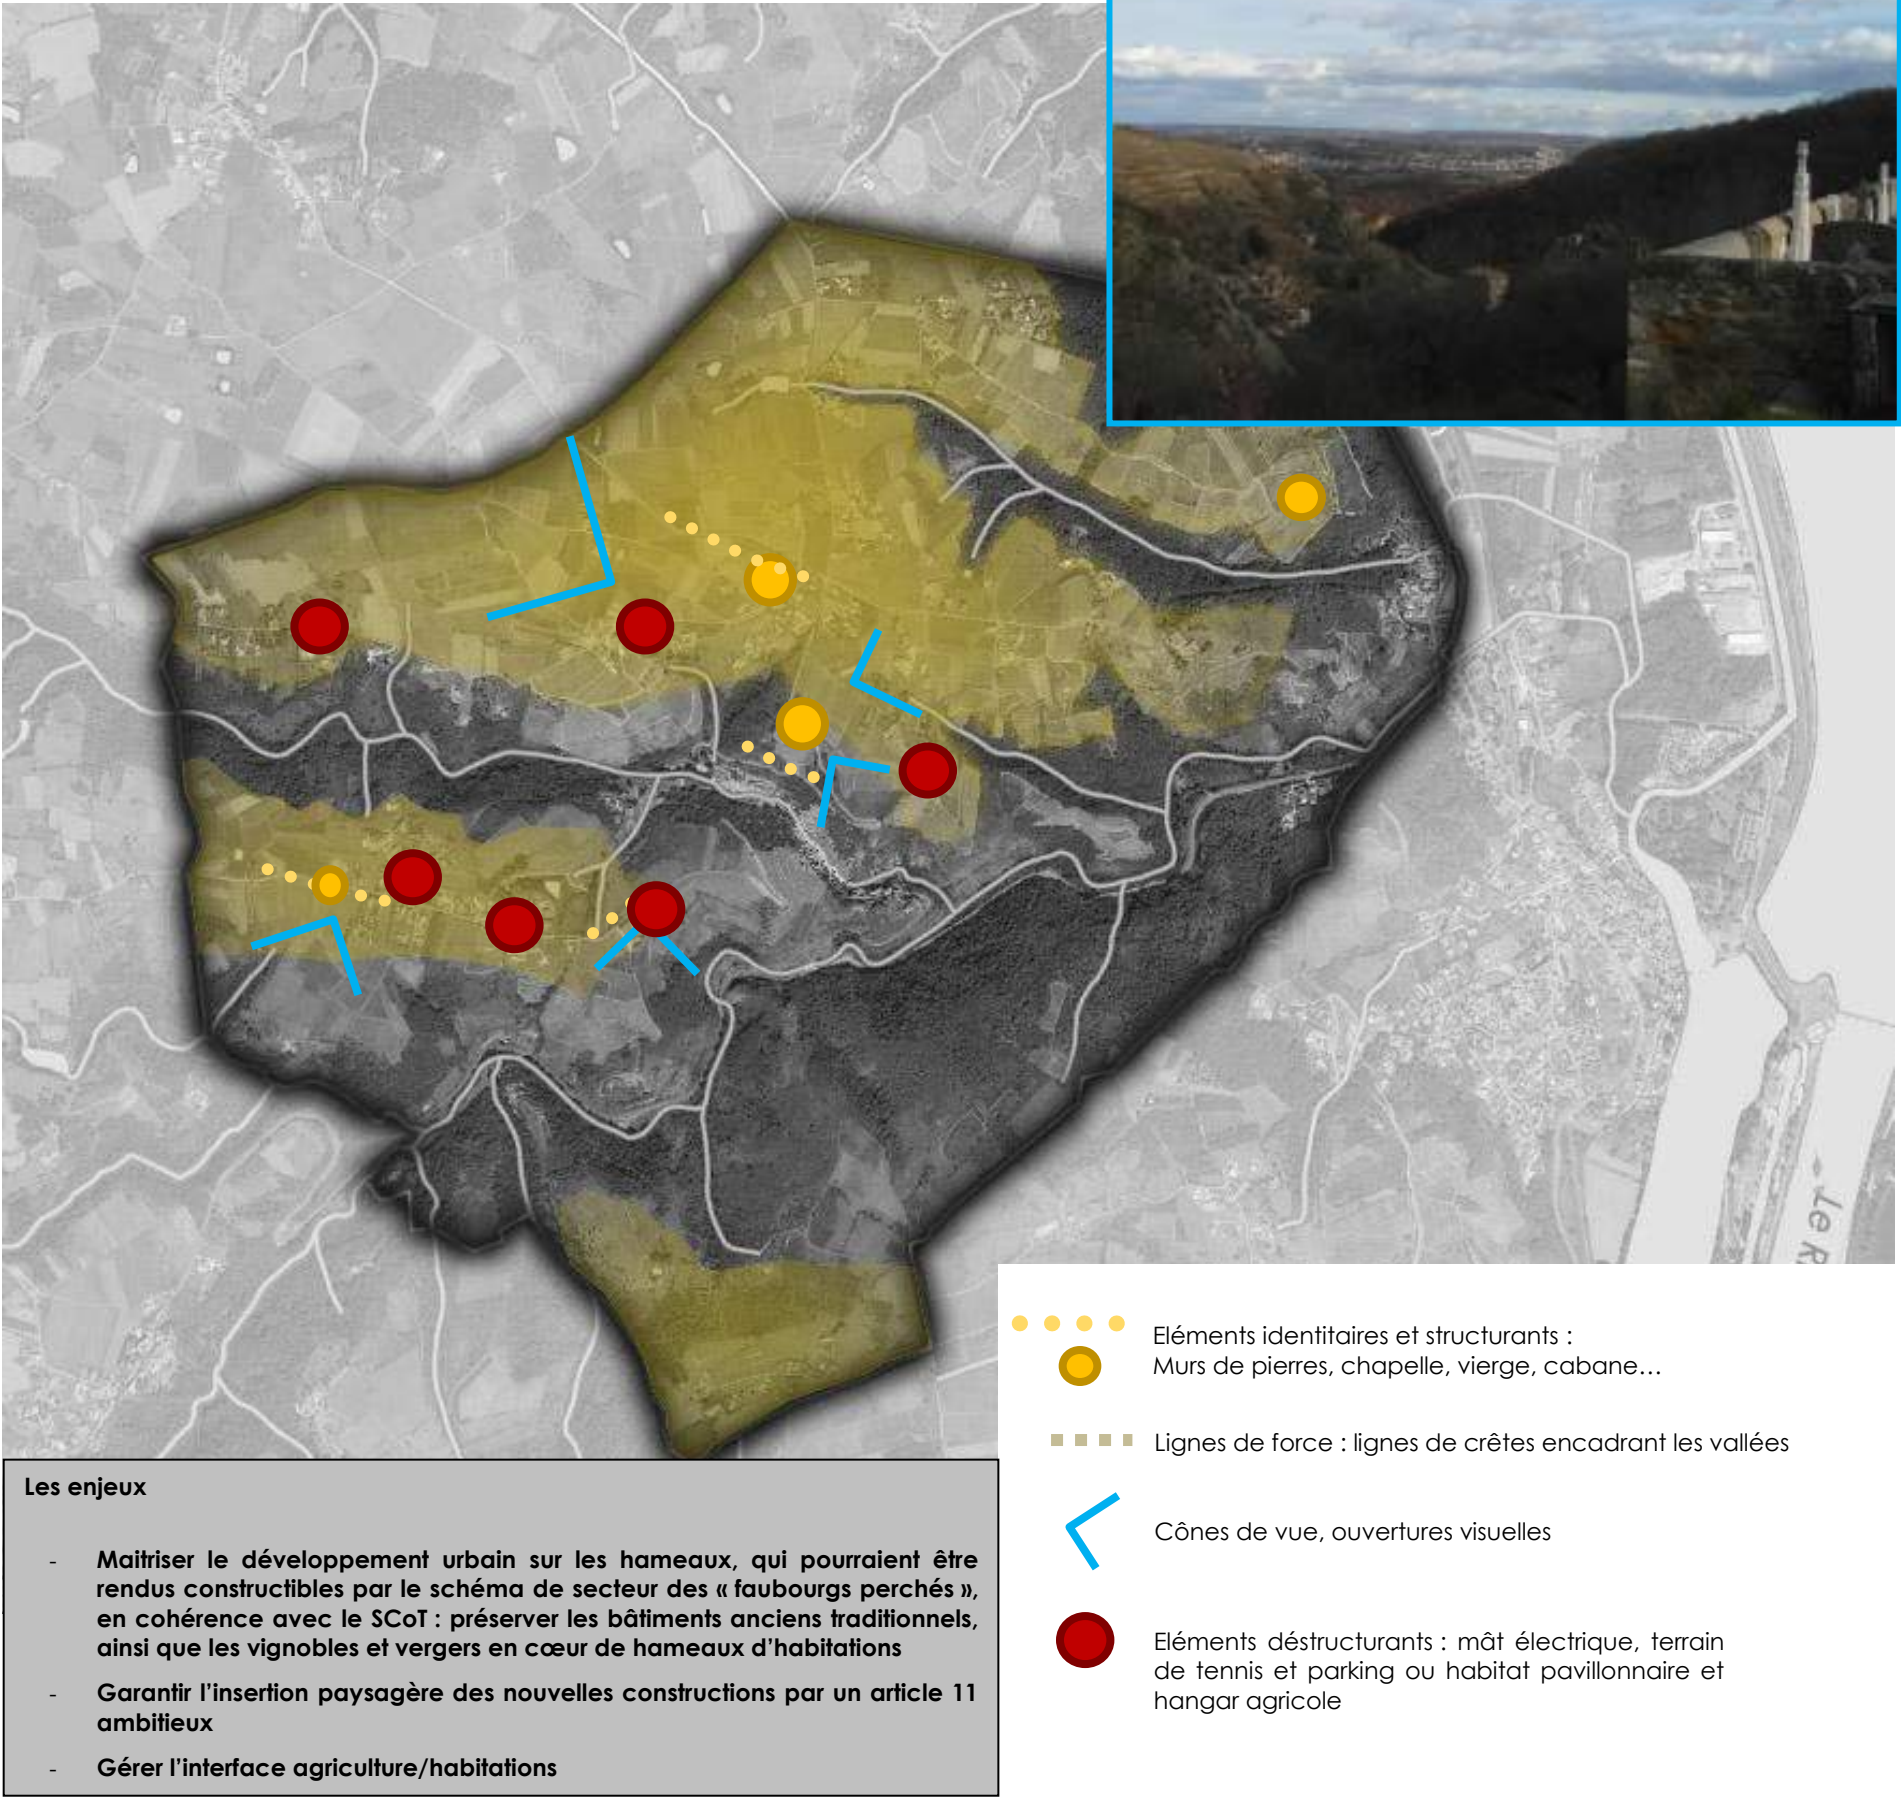 Le R
Eléments identitaires et structurants :
Murs de pierres, chapelle, vierge, cabane…
Lignes de force : lignes de crêtes encadrant les vallées
Cônes de vue, ouvertures visuelles
Eléments déstructurants : mât électrique, terrain
de tennis et parking ou habitat pavillonnaire et
hangar agricole
Les enjeux
- Maitriser le développement urbain sur les hameaux, qui pourraient être
rendus constructibles par le schéma de secteur des « faubourgs perchés »,
en cohérence avec le SCoT : préserver les bâtiments anciens traditionnels,
ainsi que les vignobles et vergers en cœur de hameaux d’habitations
- Garantir l’insertion paysagère des nouvelles constructions par un article 11
ambitieux
- Gérer l’interface agriculture/habitations